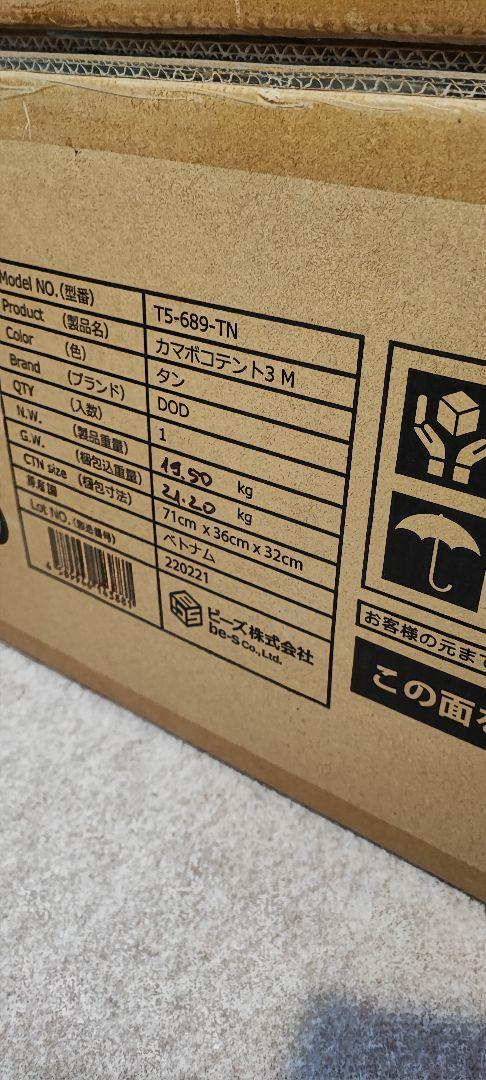 Model NO.(型番) T5-689-TN
Product (製品名) カマボコテント3 M
Color (色) タン
Brand (ブランド) DOD
QTY (入数) 1
N.W. (製品重量) 19.50 kg
G.W. (梱包込重量) 21.20 kg
CTN size (梱包寸法) 71cm x 36cm x 32cm
原産国 ベトナム
Lot NO.(製造番号) 220221
ビーズ株式会社
be-s Co.,Ltd.
お客様の元まで
この面を